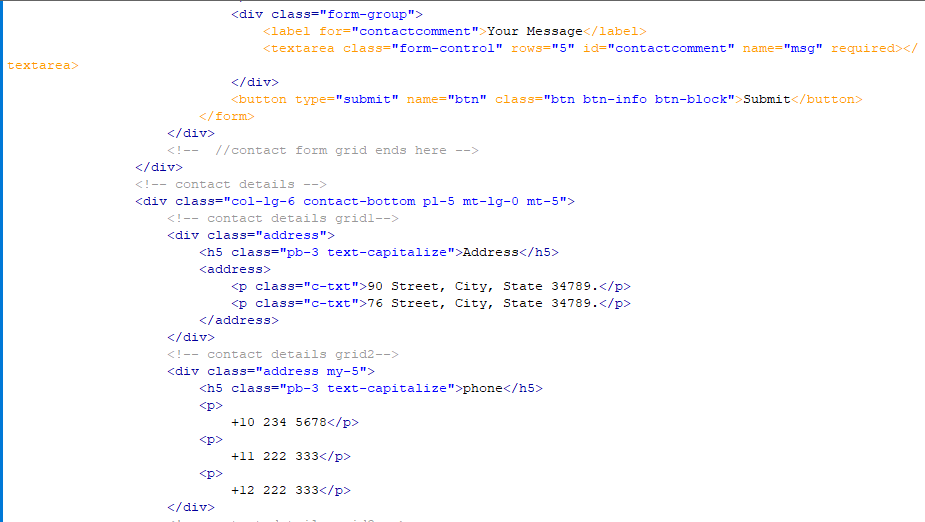 <div class="form-group">
<label for="contactcomment">Your Message</label>
<textarea class="form-control" rows="5" id="contactcomment" name="msg" required></
textarea>
</div>
<button type="submit" name="btn" class="btn btn-info btn-block">Submit</button>
</form>
</div>
<!--  //contact form grid ends here -->
</div>
<!-- contact details -->
<div class="col-lg-6 contact-bottom pl-5 mt-lg-0 mt-5">
<!-- contact details grid1-->
<div class="address">
<h5 class="pb-3 text-capitalize">Address</h5>
<address>
<p class="c-txt">90 Street, City, State 34789.</p>
<p class="c-txt">76 Street, City, State 34789.</p>
</address>
</div>
<!-- contact details grid2-->
<div class="address my-5">
<h5 class="pb-3 text-capitalize">phone</h5>
<p>
+10 234 5678</p>
<p>
+11 222 333</p>
<p>
+12 222 333</p>
</div>